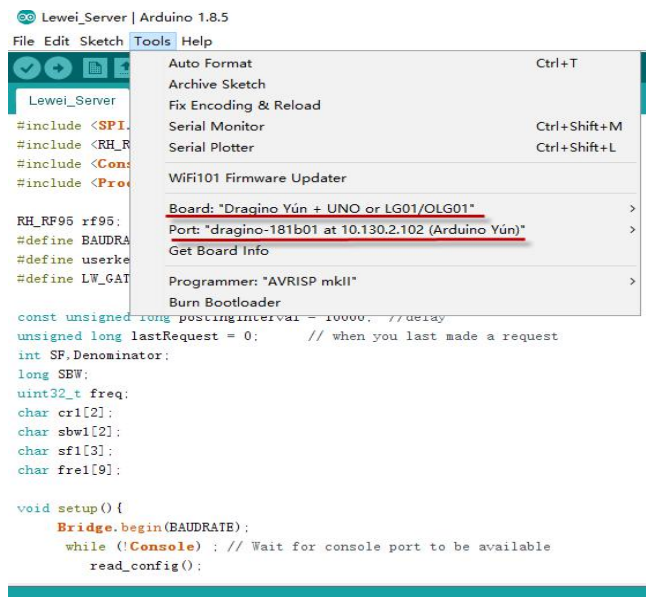 Lewei_Server | Arduino 1.8.5
File Edit Sketch Tools Help
Auto Format Ctrl+T
Archive Sketch
Fix Encoding & Reload
Serial Monitor Ctrl+Shift+M
Serial Plotter Ctrl+Shift+L
WiFi101 Firmware Updater
Board: "Dragino Yún + UNO or LG01/OLG01"
Port: "dragino-181b01 at 10.130.2.102 (Arduino Yún)"
Get Board Info
Programmer: "AVRISP mkII"
Burn Bootloader
Lewei_Server
#include <SPI.
#include <RH_R
#include <Cons
#include <Proc
RH_RF95 rf95;
#define BAUDRA
#define userke
#define LW_GAT
const unsigned long postingInterval = 10000; //delay
unsigned long lastRequest = 0; // when you last made a request
int SF,Denominator;
long SBW;
uint32_t freq;
char cr1[2];
char sbw1[2];
char sf1[3];
char fre1[9];
void setup(){
Bridge.begin(BAUDRATE);
while (!Console) ; // Wait for console port to be available
read_config();